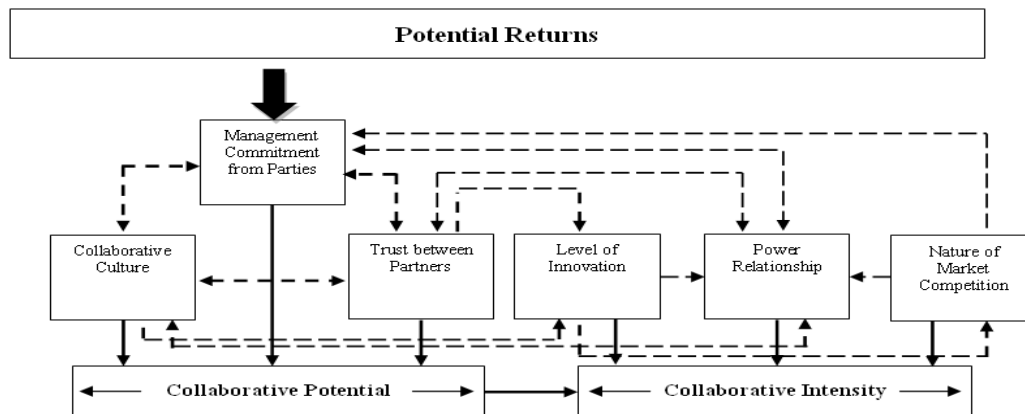 Potential Returns
Management
Commitment
from Parties
Collaborative
Culture
Trust between
Partners
Level of
Innovation
Power
Relationship
Nature of
Market
Competition
Collaborative Potential
Collaborative Intensity